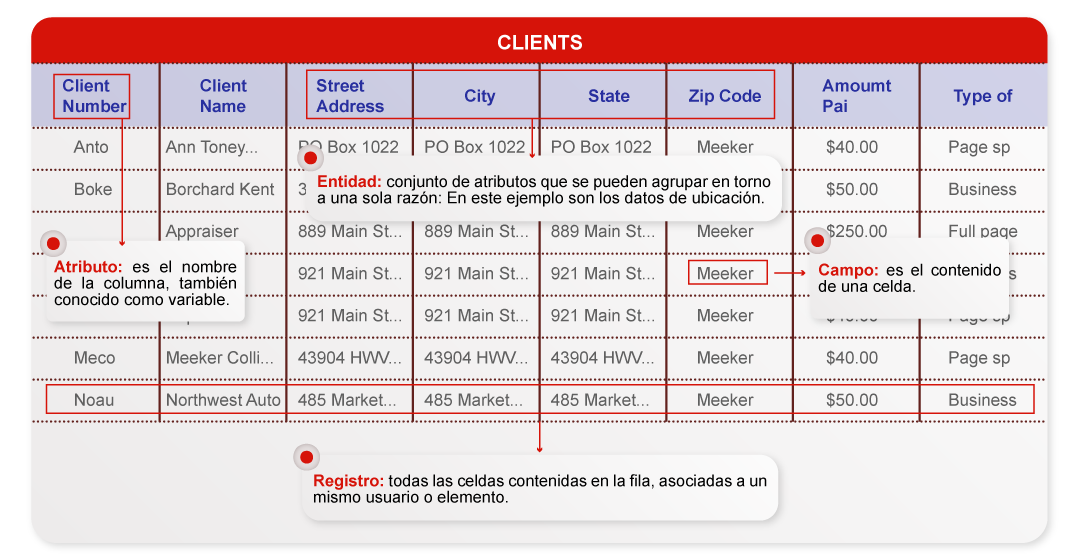 CLIENTS
Client Number Client Name Street Address City State Zip Code Amoumt Pai Type of
Anto Ann Toney... PO Box 1022 PO Box 1022 PO Box 1022 Meeker $40.00 Page sp
Boke Borchard Kent 3 Meeker $50.00 Business
Entidad: conjunto de atributos que se pueden agrupar en torno
a una sola razón: En este ejemplo son los datos de ubicación.
Appraiser 889 Main St... 889 Main St... 889 Main St... Meeker $250.00 Full page
Atributo: es el nombre
de la columna, también
conocido como variable.
921 Main St... 921 Main St... 921 Main St... Meeker
Campo: es el contenido
de una celda.
921 Main St... 921 Main St... 921 Main St... Meeker Page sp
Meco Meeker Colli... 43904 HWV... 43904 HWV... 43904 HWV... Meeker $40.00 Page sp
Noau Northwest Auto 485 Market... 485 Market... 485 Market... Meeker $50.00 Business
Registro: todas las celdas contenidas en la fila, asociadas a un
mismo usuario o elemento.